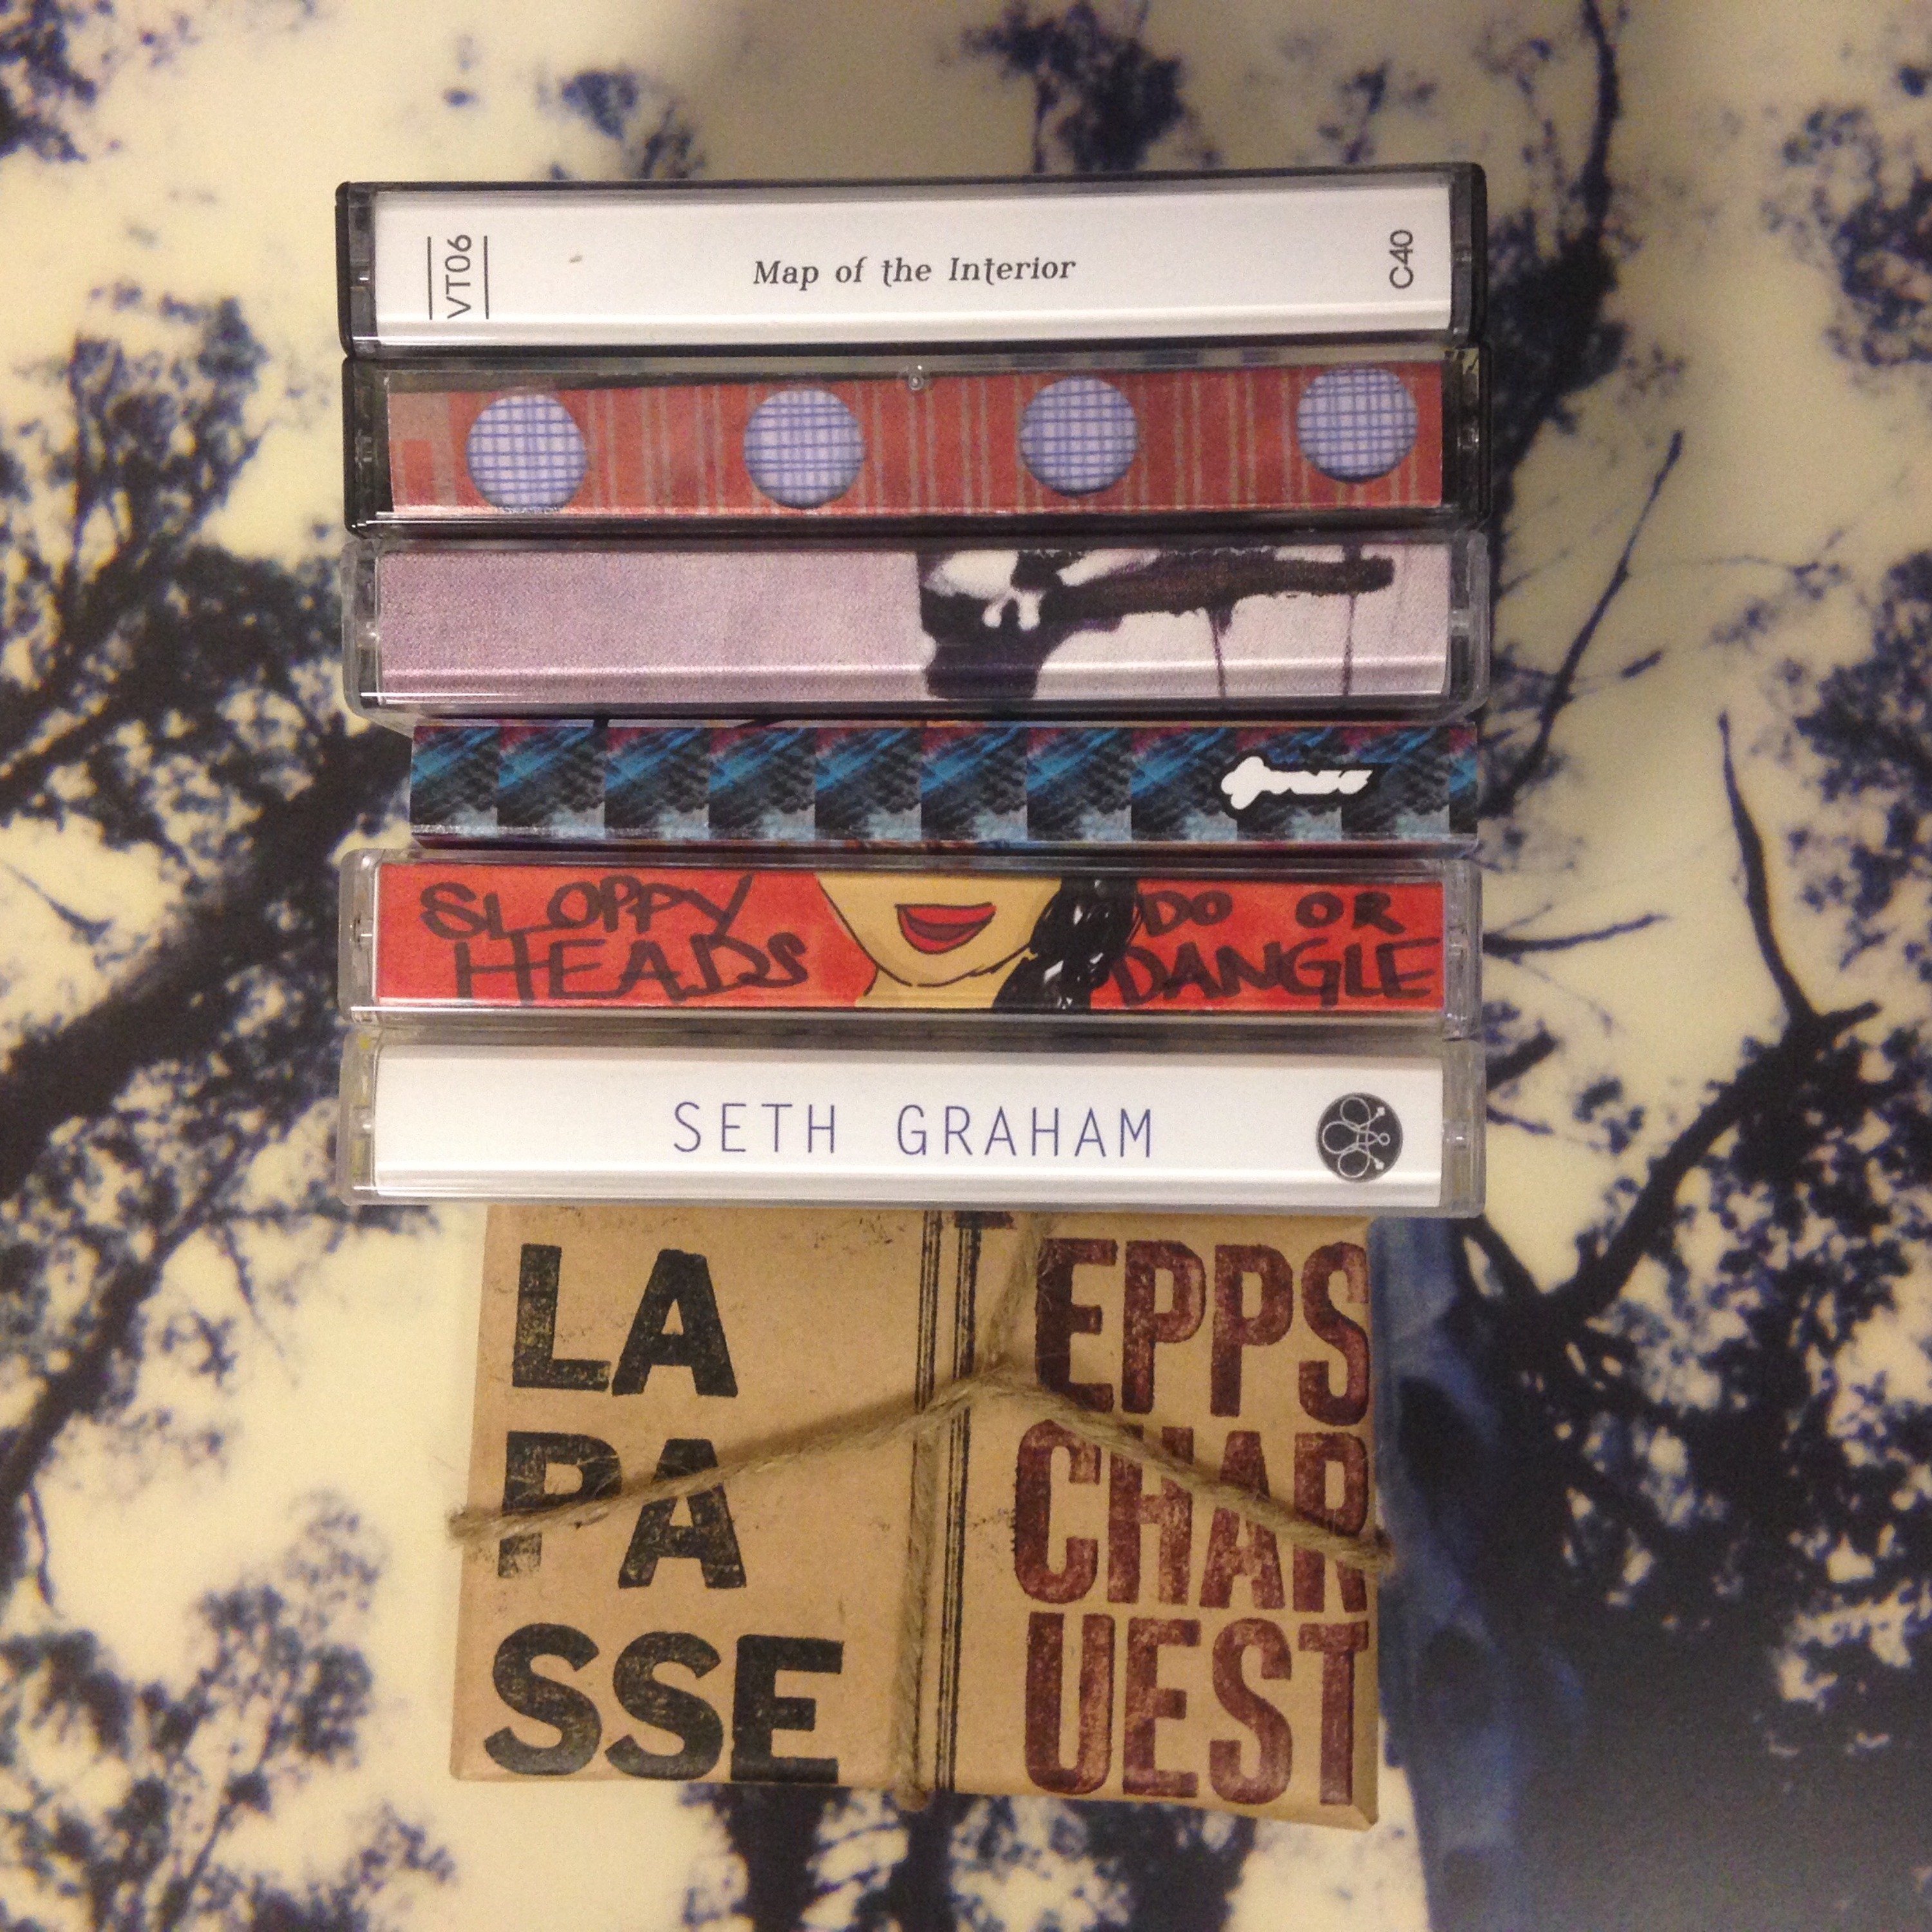 VT06
Map of the Interior
C40
SLOPPY
HEADS
DO OR
DANGLE
SETH GRAHAM
LA
PA
SSE
EPPS
CHAR
UEST